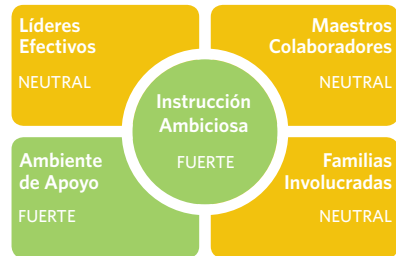 Líderes
Efectivos
NEUTRAL
Maestros
Colaboradores
NEUTRAL
Instrucción
Ambiciosa
FUERTE
Ambiente
de Apoyo
FUERTE
Familias
Involucradas
NEUTRAL